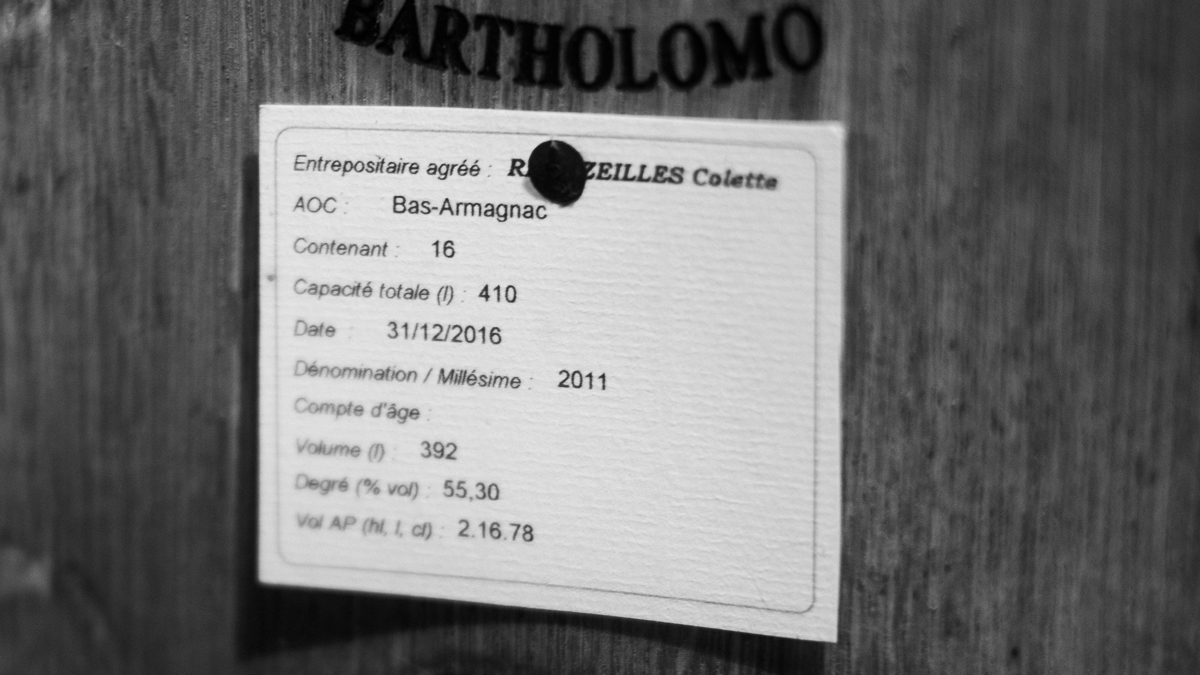 BARTHOLOMO
Entrepositaire agréé : ZEILLES Colette
AOC : Bas-Armagnac
Contenant : 16
Capacité totale (l) : 410
Date : 31/12/2016
Dénomination / Millésime : 2011
Compte d'âge :
Volume (l) : 392
Degré (% vol) : 55,30
Vol AP (hl, l, cl) : 2.16.78